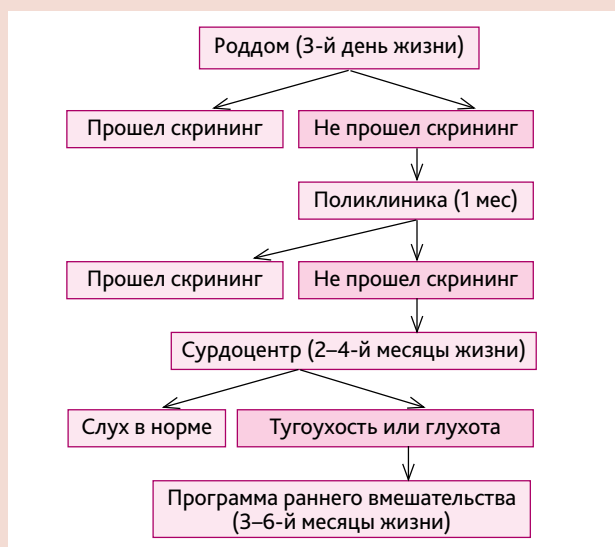 Роддом (3-й день жизни)
Прошел скрининг
Не прошел скрининг
Поликлиника (1 мес)
Прошел скрининг
Не прошел скрининг
Сурдоцентр (2–4-й месяцы жизни)
Слух в норме
Тугоухость или глухота
Программа раннего вмешательства
(3–6-й месяцы жизни)